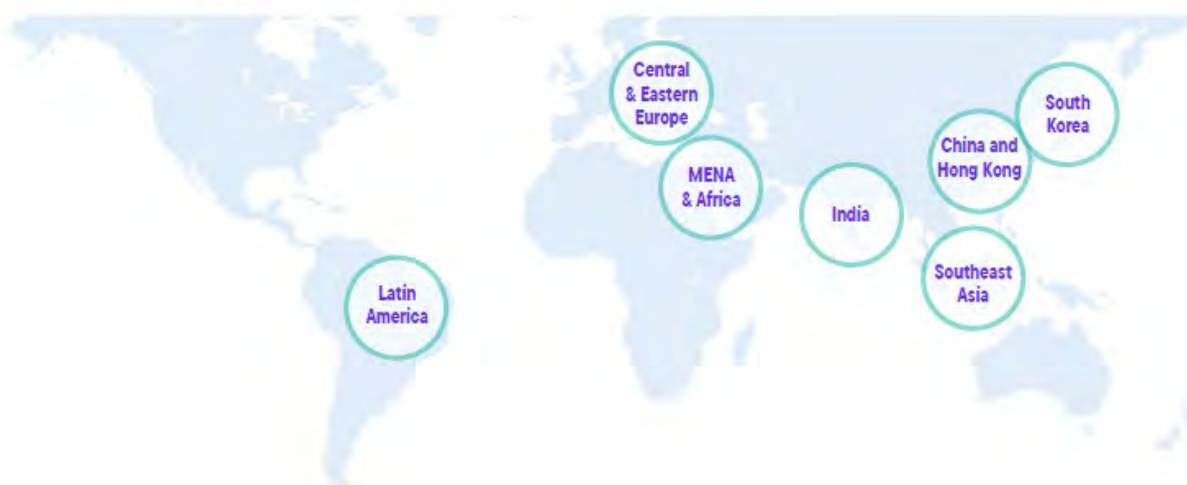 Central
& Eastern
Europe
South
Korea
China and
Hong Kong
MENA
& Africa
India
Southeast
Asia
Latin
America